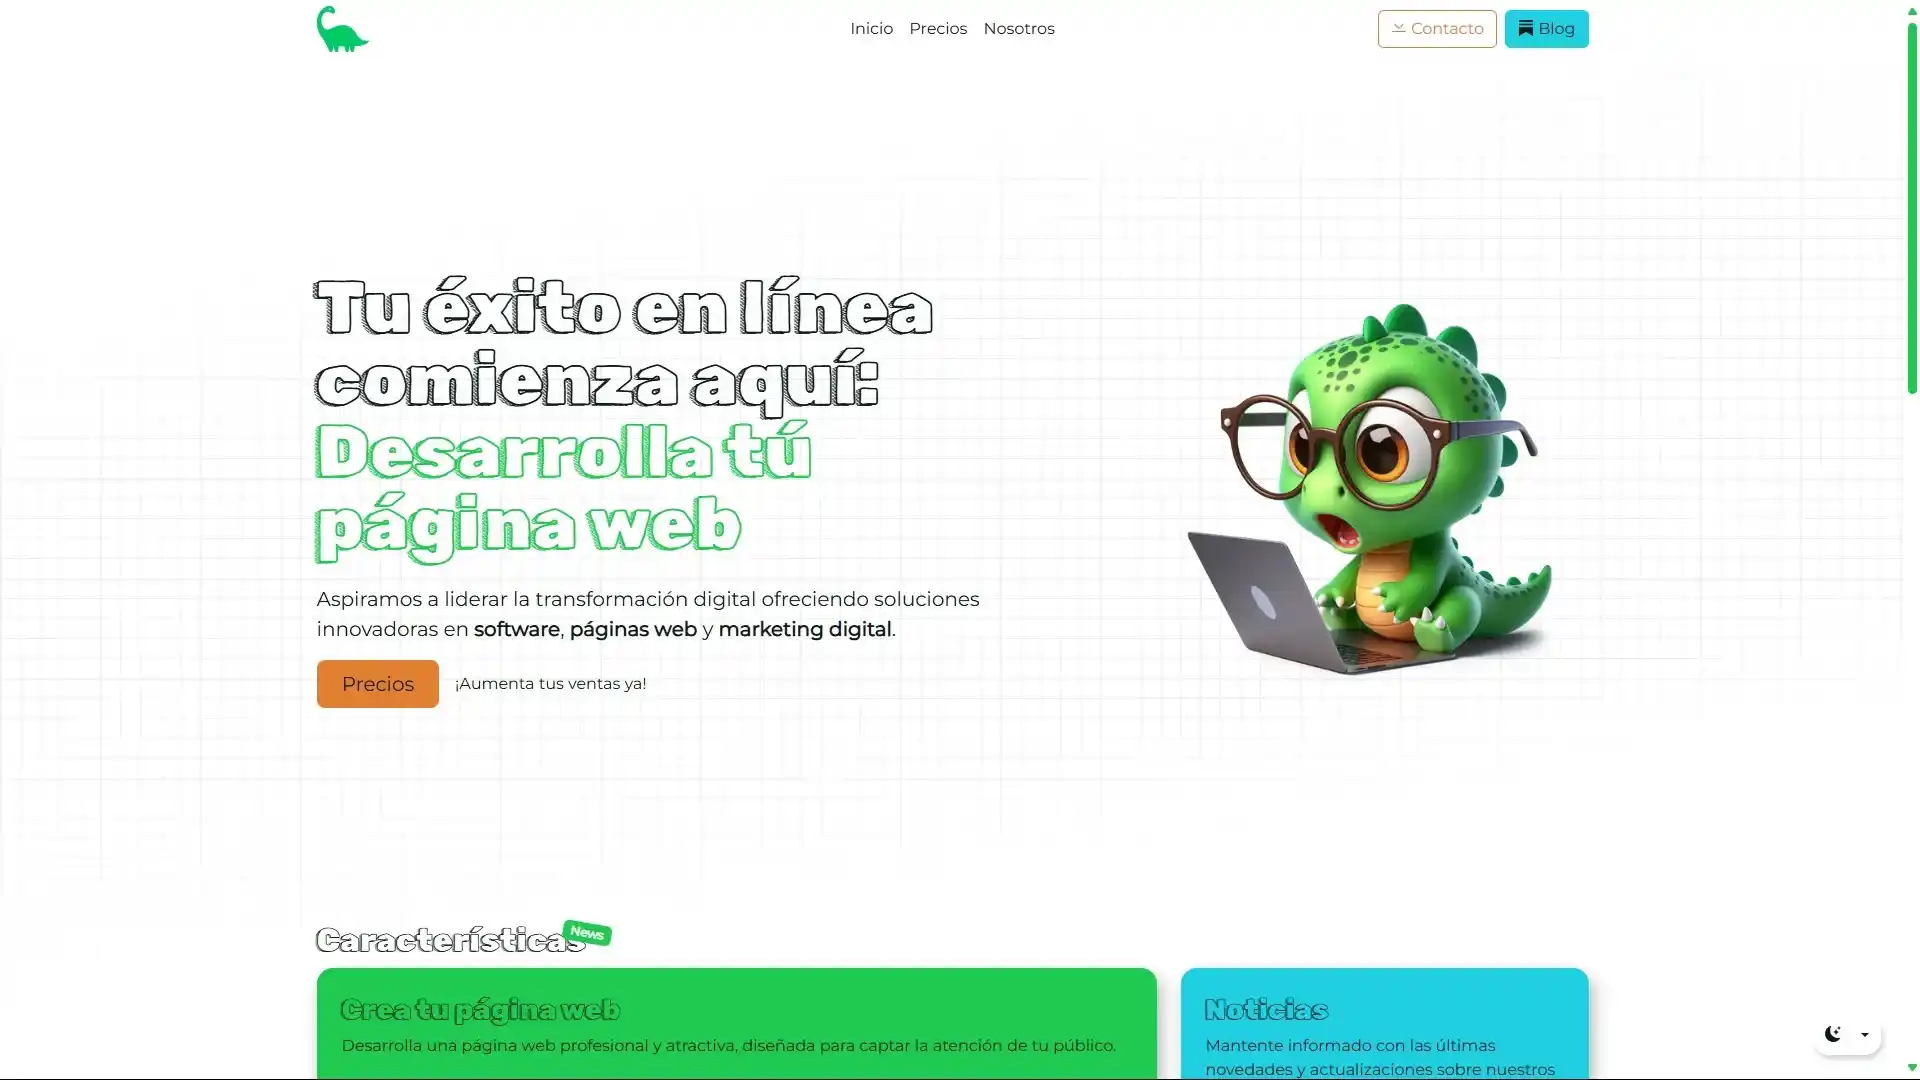 Inicio Precios Nosotros Contacto Blog
Tu éxito en línea
comienza aquí:
Desarrolla tú
página web
Aspiramos a liderar la transformación digital ofreciendo soluciones
innovadoras en software, páginas web y marketing digital.
Precios ¡Aumenta tus ventas ya!
Características News
Crea tu página web
Desarrolla una página web profesional y atractiva, diseñada para captar la atención de tu público.
Noticias
Mantente informado con las últimas
novedades y actualizaciones sobre nuestros